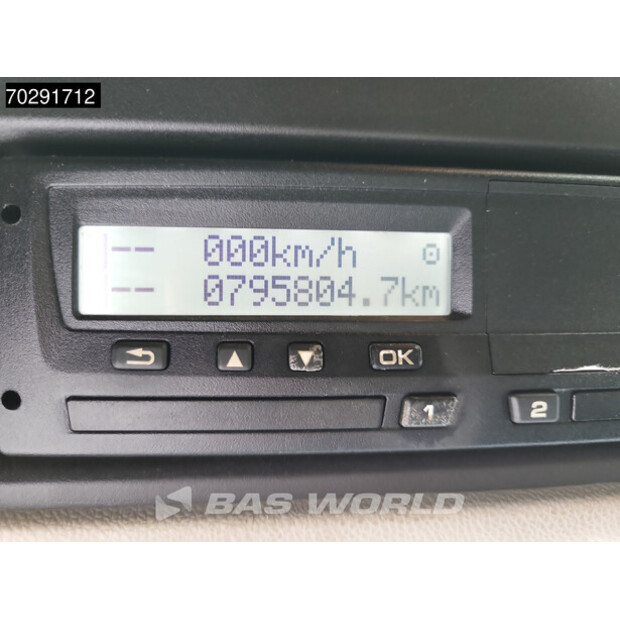 70291712
-- 000km/h
-- 0795804.7km
OK
1
2
BAS WORLD